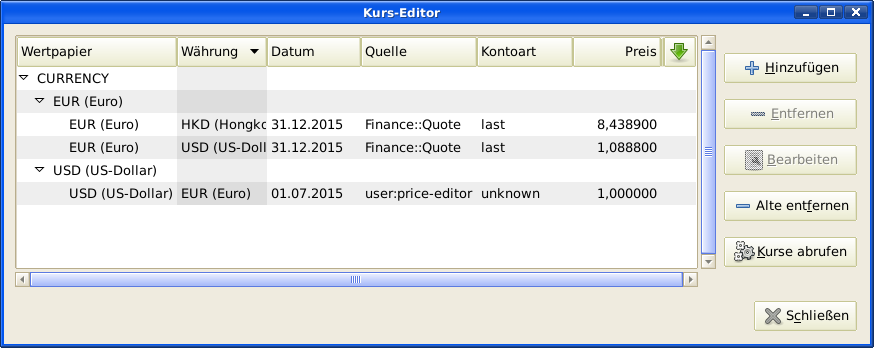 Kurs-Editor
Wertpapier Währung Datum Quelle Kontoart Preis
CURRENCY
EUR (Euro)
EUR (Euro) HKD (Hongko 31.12.2015 Finance::Quote last 8,438900
EUR (Euro) USD (US-Doll 31.12.2015 Finance::Quote last 1,088800
USD (US-Dollar)
USD (US-Dollar) EUR (Euro) 01.07.2015 user:price-editor unknown 1,000000
Hinzufügen
Entfernen
Bearbeiten
Alte entfernen
Kurse abrufen
Schließen